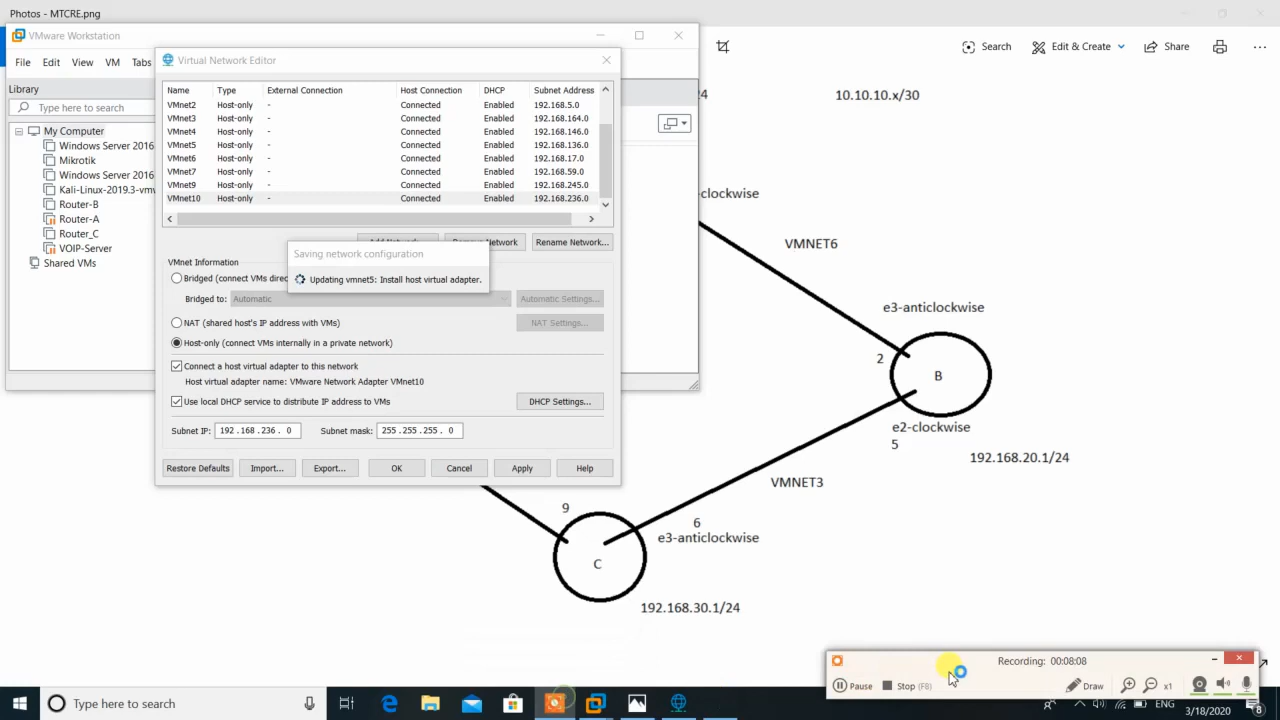 Photos - MTCRE.png
VMware Workstation
File Edit View VM Tabs
Library
Type here to search
My Computer
Windows Server 2016
Mikrotik
Windows Server 2016
Kali-Linux-2019.3-vmw
Router-B
Router-A
Router_C
VOIP-Server
Shared VMs
Virtual Network Editor
Name Type External Connection Host Connection DHCP Subnet Address
VMnet2 Host-only - Connected Enabled 192.168.5.0
VMnet3 Host-only - Connected Enabled 192.168.164.0
VMnet4 Host-only - Connected Enabled 192.168.146.0
VMnet5 Host-only - Connected Enabled 192.168.136.0
VMnet6 Host-only - Connected Enabled 192.168.17.0
VMnet7 Host-only - Connected Enabled 192.168.59.0
VMnet9 Host-only - Connected Enabled 192.168.245.0
VMnet10 Host-only - Connected Enabled 192.168.236.0
Rename Network...
Saving network configuration
Updating vmnet5: Install host virtual adapter.
VMnet Information
Bridged (connect VMs direc
Bridged to: Automatic Automatic Settings...
NAT (shared host's IP address with VMs) NAT Settings...
Host-only (connect VMs internally in a private network)
Connect a host virtual adapter to this network
Host virtual adapter name: VMware Network Adapter VMnet10
Use local DHCP service to distribute IP address to VMs DHCP Settings...
Subnet IP: 192.168.236.0 Subnet mask: 255.255.255.0
Restore Defaults Import... Export... OK Cancel Apply Help
Search Edit & Create Share
24 10.10.10.x/30
-clockwise
VMNET6
e3-anticlockwise
2
B
e2-clockwise
5
192.168.20.1/24
VMNET3
9
6
e3-anticlockwise
C
192.168.30.1/24
Recording: 00:08:08
Pause Stop (F8) Draw x1
Type here to search
ENG
3/18/2020
8